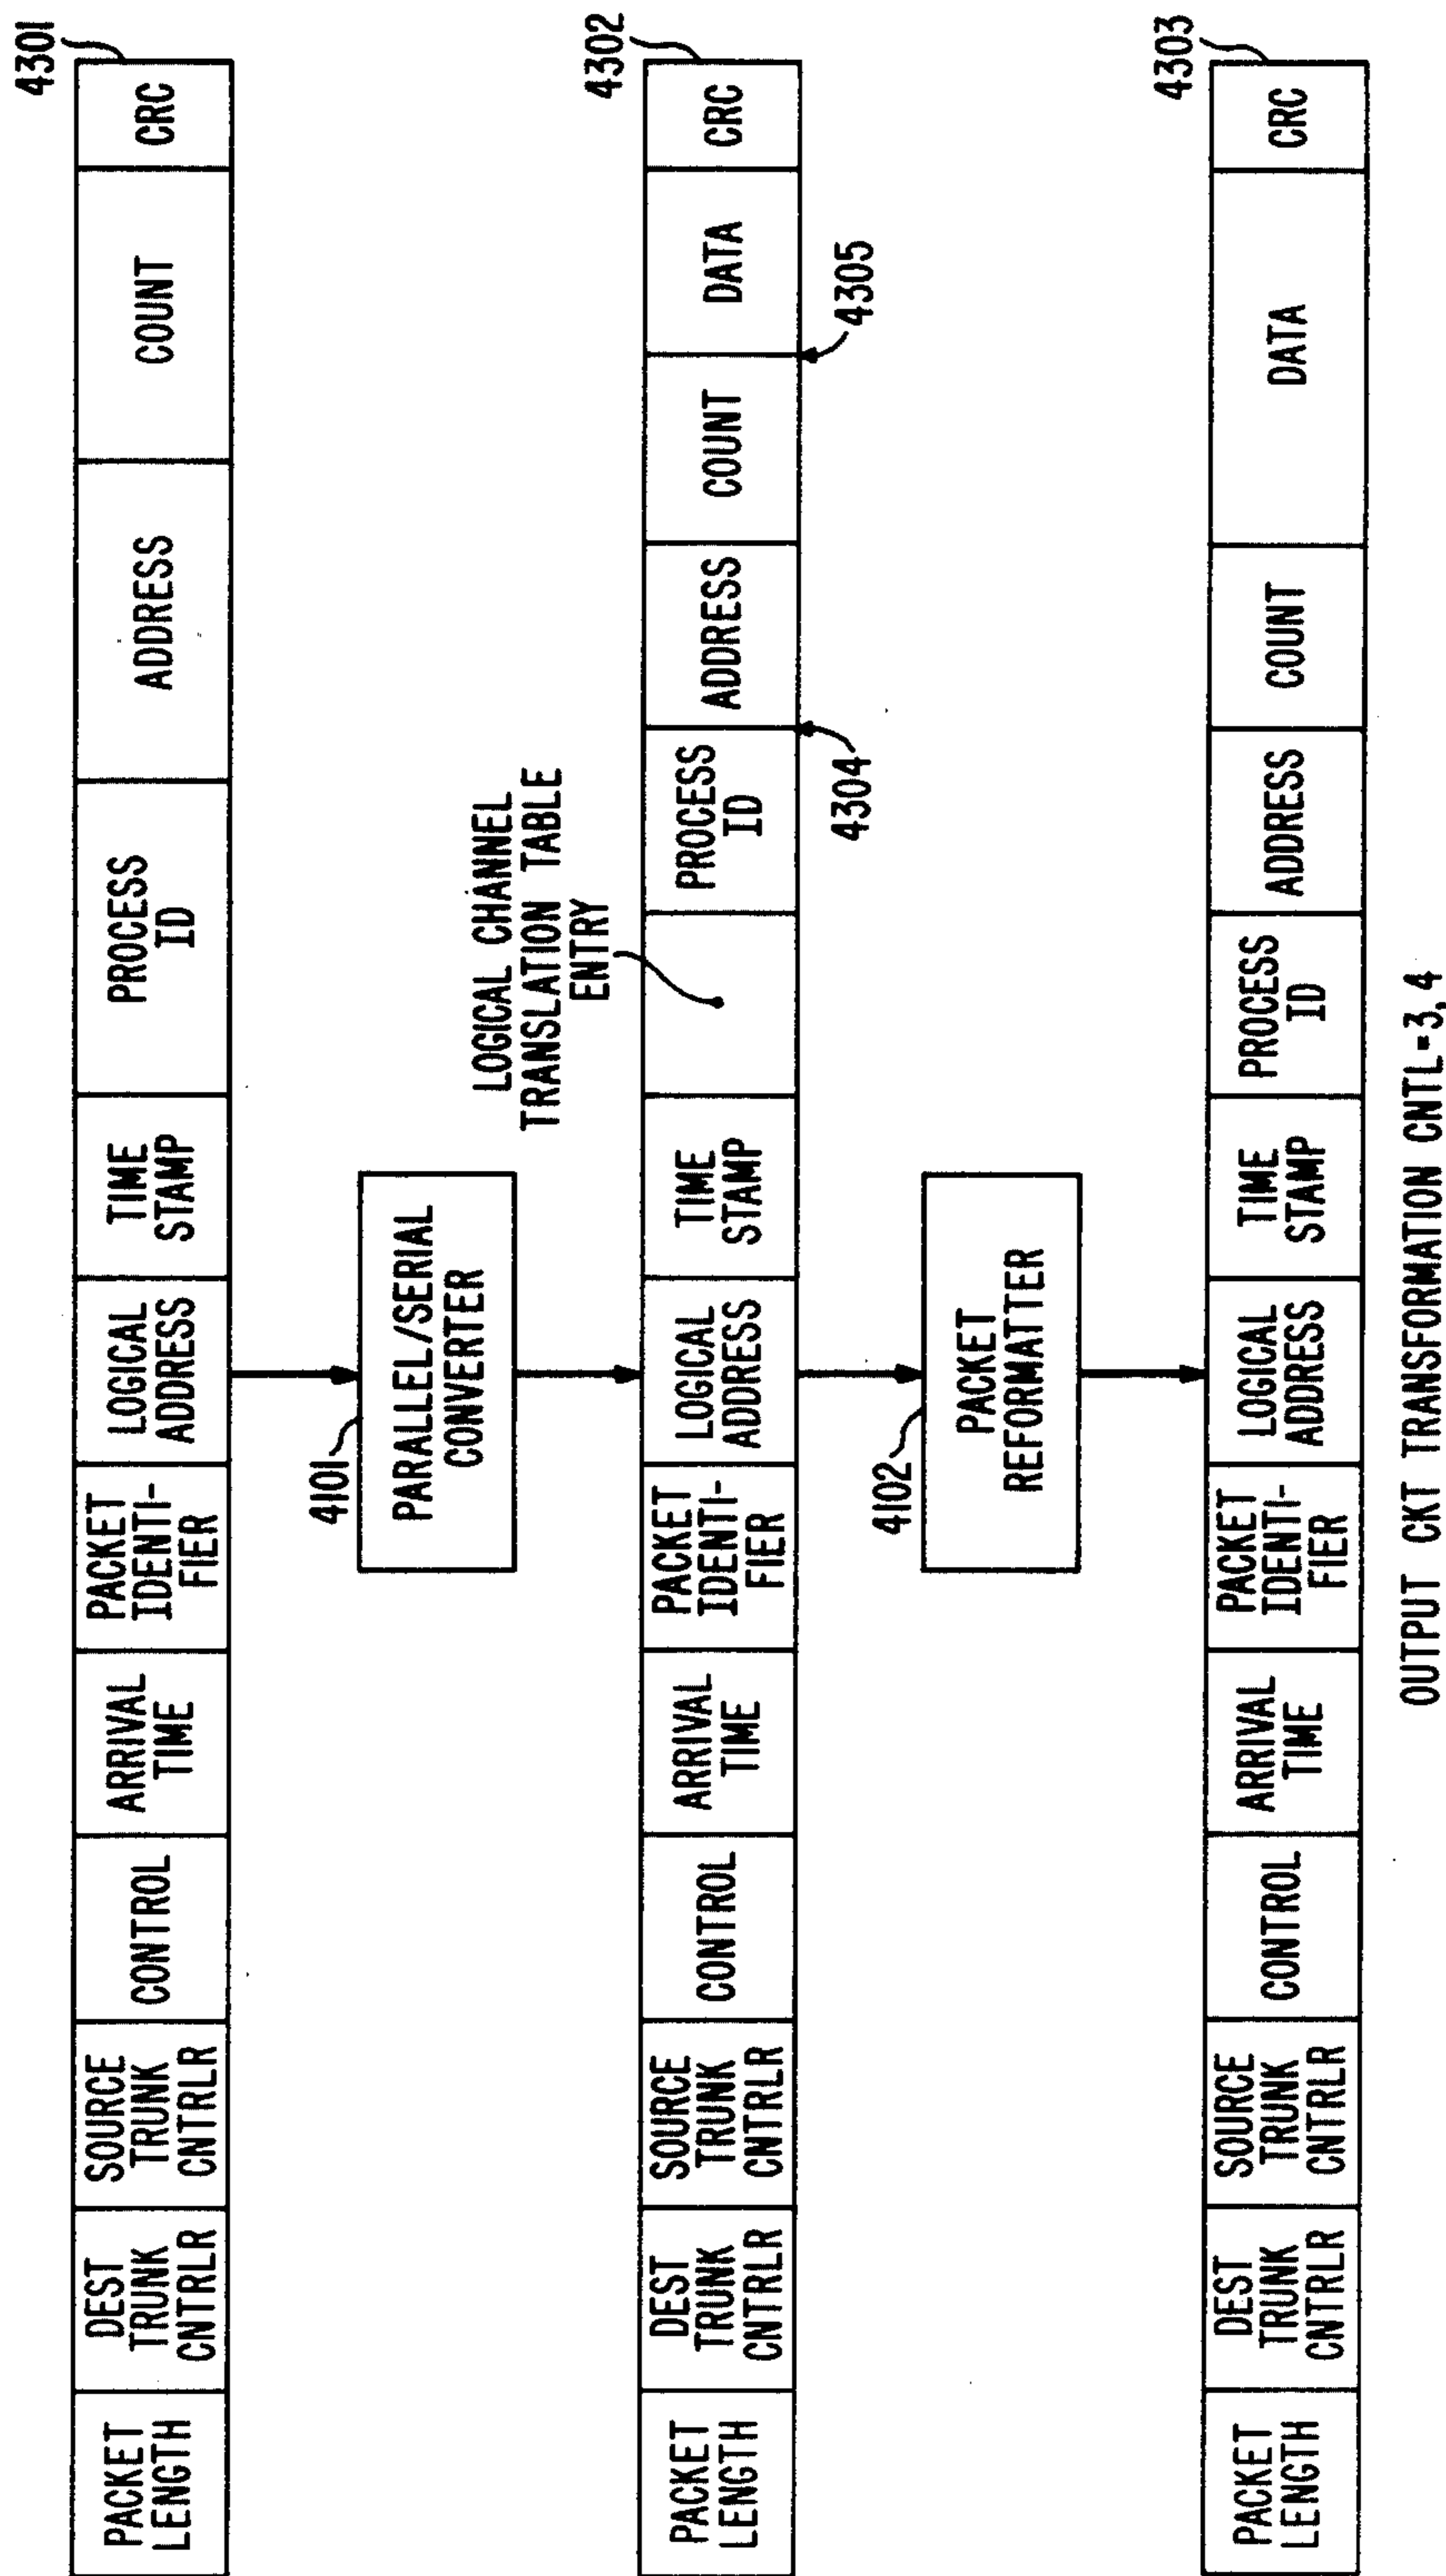 4301
PACKET
LENGTH
DEST
TRUNK
CNTRLR
SOURCE
TRUNK
CNTRLR
CONTROL
ARRIVAL
TIME
PACKET
IDENTI-
FIER
LOGICAL
ADDRESS
TIME
STAMP
PROCESS
ID
ADDRESS
COUNT
CRC
4101
PARALLEL/SERIAL
CONVERTER
LOGICAL CHANNEL
TRANSLATION TABLE
ENTRY
4302
PACKET
LENGTH
DEST
TRUNK
CNTRLR
SOURCE
TRUNK
CNTRLR
CONTROL
ARRIVAL
TIME
PACKET
IDENTI-
FIER
LOGICAL
ADDRESS
TIME
STAMP
PROCESS
ID
ADDRESS
COUNT
DATA
CRC
4304
4305
4102
PACKET
REFORMATTER
4303
PACKET
LENGTH
DEST
TRUNK
CNTRLR
SOURCE
TRUNK
CNTRLR
CONTROL
ARRIVAL
TIME
PACKET
IDENTI-
FIER
LOGICAL
ADDRESS
TIME
STAMP
PROCESS
ID
ADDRESS
COUNT
DATA
CRC
OUTPUT CKT TRANSFORMATION CNTL=3,4